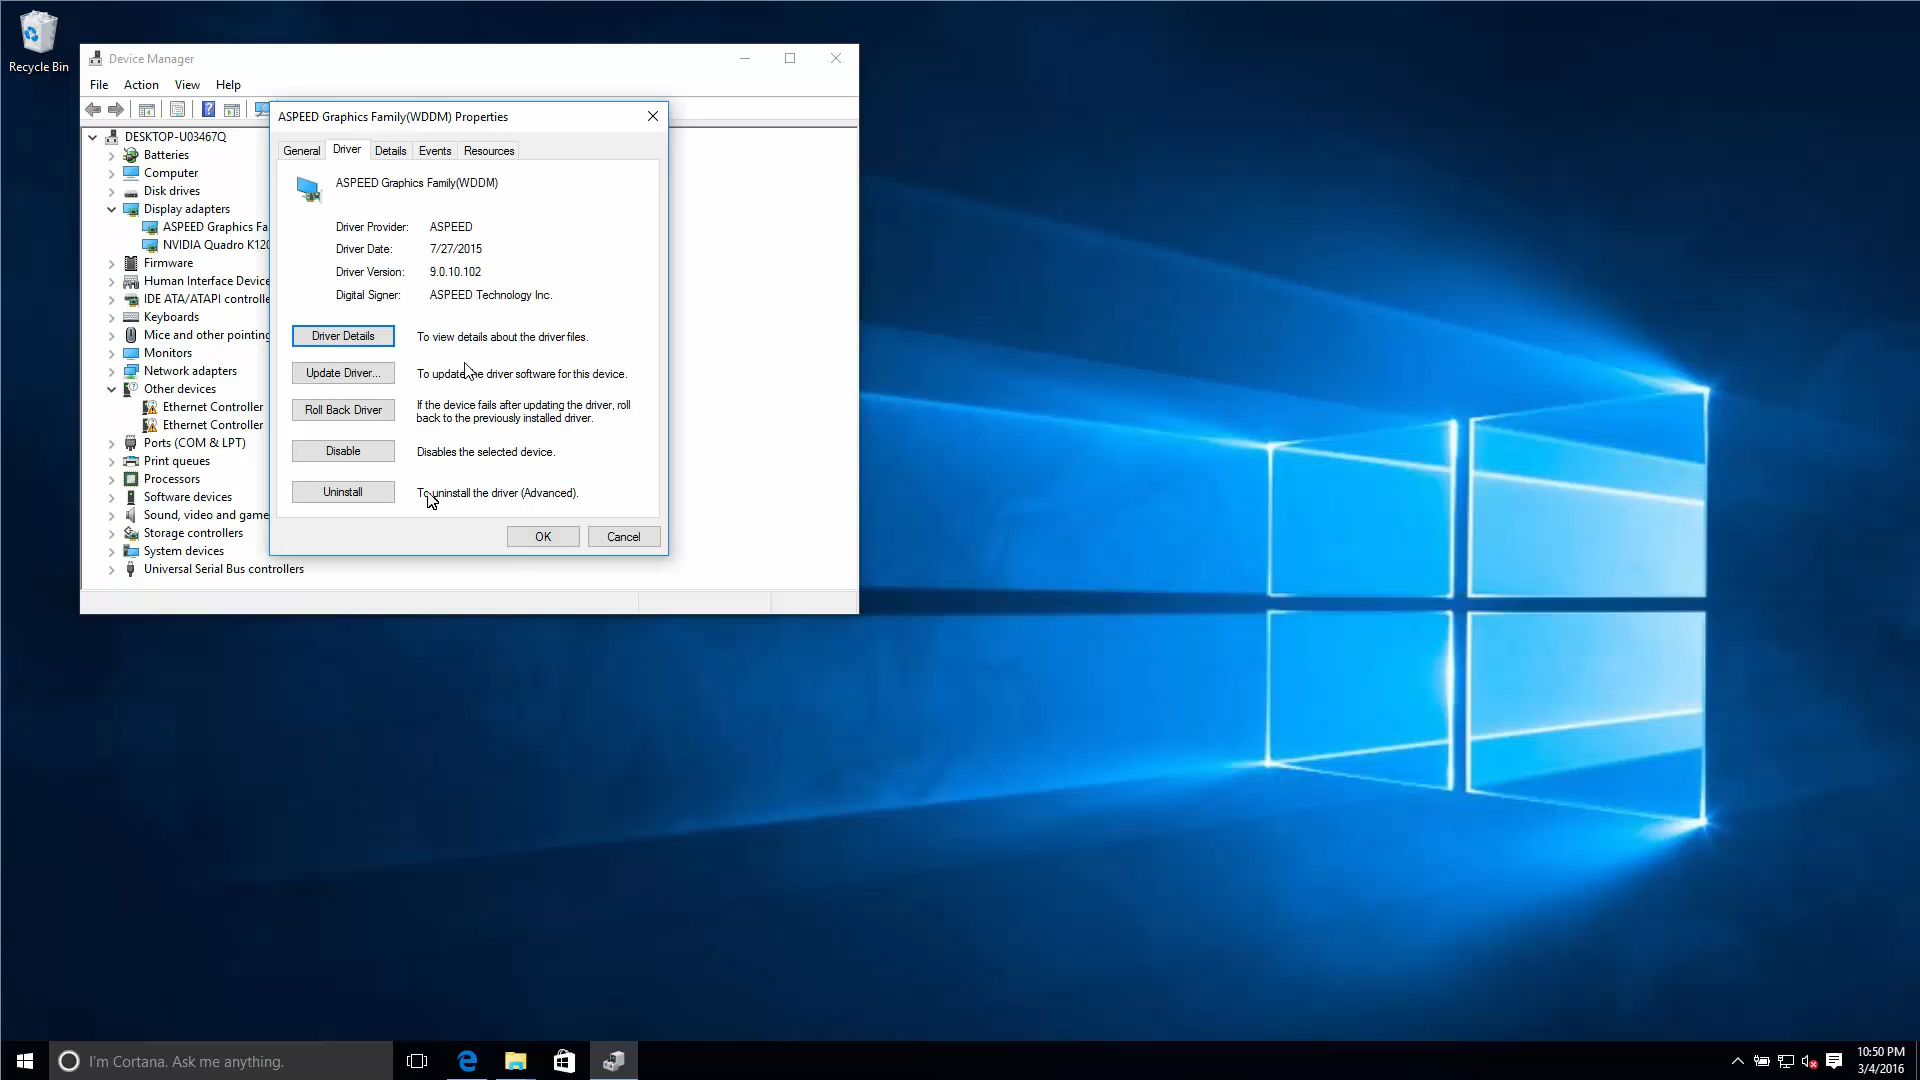 Recycle Bin
Device Manager
File Action View Help
ASPEED Graphics Family(WDDM) Properties
DESKTOP-U03467Q
Batteries
Computer
Disk drives
Display adapters
ASPEED Graphics Fa
NVIDIA Quadro K120
Firmware
Human Interface Device
IDE ATA/ATAPI controlle
Keyboards
Mice and other pointing
Monitors
Network adapters
Other devices
Ethernet Controller
Ethernet Controller
Ports (COM & LPT)
Print queues
Processors
Software devices
Sound, video and game
Storage controllers
System devices
Universal Serial Bus controllers
General Driver Details Events Resources
ASPEED Graphics Family(WDDM)
Driver Provider: ASPEED
Driver Date: 7/27/2015
Driver Version: 9.0.10.102
Digital Signer: ASPEED Technology Inc.
Driver Details To view details about the driver files.
Update Driver... To update the driver software for this device.
Roll Back Driver If the device fails after updating the driver, roll
back to the previously installed driver.
Disable Disables the selected device.
Uninstall To uninstall the driver (Advanced).
OK Cancel
I'm Cortana. Ask me anything.
10:50 PM
3/4/2016